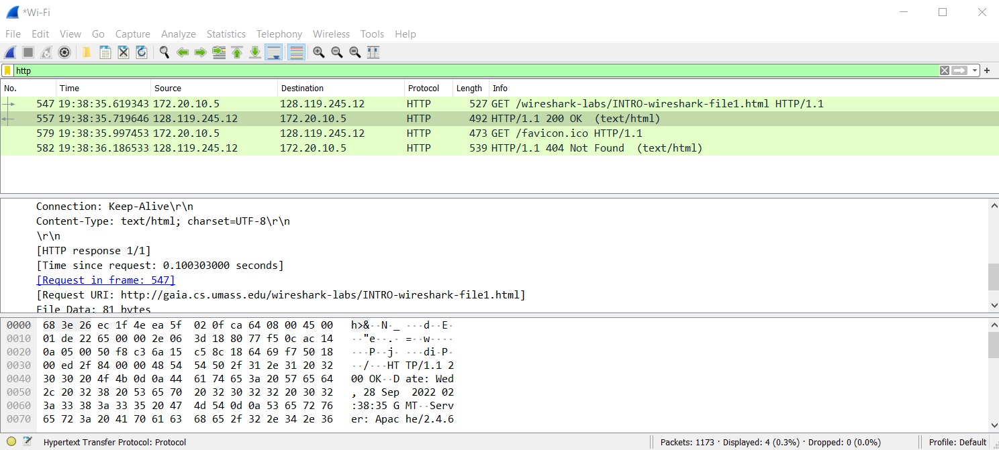 *Wi-Fi
File Edit View Go Capture Analyze Statistics Telephony Wireless Tools Help
http
No. Time Source Destination Protocol Length Info
547 19:38:35.619343 172.20.10.5 128.119.245.12 HTTP 527 GET /wireshark-labs/INTRO-wireshark-file1.html HTTP/1.1
557 19:38:35.719646 128.119.245.12 172.20.10.5 HTTP 492 HTTP/1.1 200 OK (text/html)
579 19:38:35.997453 172.20.10.5 128.119.245.12 HTTP 473 GET /favicon.ico HTTP/1.1
582 19:38:36.186533 128.119.245.12 172.20.10.5 HTTP 539 HTTP/1.1 404 Not Found (text/html)
Connection: Keep-Alive\r\n
Content-Type: text/html; charset=UTF-8\r\n
\r\n
[HTTP response 1/1]
[Time since request: 0.100303000 seconds]
[Request in frame: 547]
[Request URI: http://gaia.cs.umass.edu/wireshark-labs/INTRO-wireshark-file1.html]
File Data: 81 bytes
0000 68 3e 26 ec 1f 4e ea 5f 02 0f ca 64 08 00 45 00 h>&··N·_ ···d··E·
0010 01 de 22 65 00 00 2e 06 3d 18 80 77 f5 0c ac 14 ··"e··.· =··w····
0020 0a 05 00 50 f8 c3 6a 15 c5 8c 18 64 69 f7 50 18 ···P··j· ···di·P·
0030 00 ed 2f 84 00 00 48 54 54 50 2f 31 2e 31 20 32 ··/···HT TP/1.1 2
0040 30 30 20 4f 4b 0d 0a 44 61 74 65 3a 20 57 65 64 00 OK··D ate: Wed
0050 2c 20 32 38 20 53 65 70 20 32 30 32 32 20 30 32 , 28 Sep 2022 02
0060 3a 33 38 3a 33 35 20 47 4d 54 0d 0a 53 65 72 76 :38:35 G MT··Serv
0070 65 72 3a 20 41 70 61 63 68 65 2f 32 2e 34 2e 36 er: Apac he/2.4.6
Hypertext Transfer Protocol: Protocol Packets: 1173 · Displayed: 4 (0.3%) · Dropped: 0 (0.0%) Profile: Default